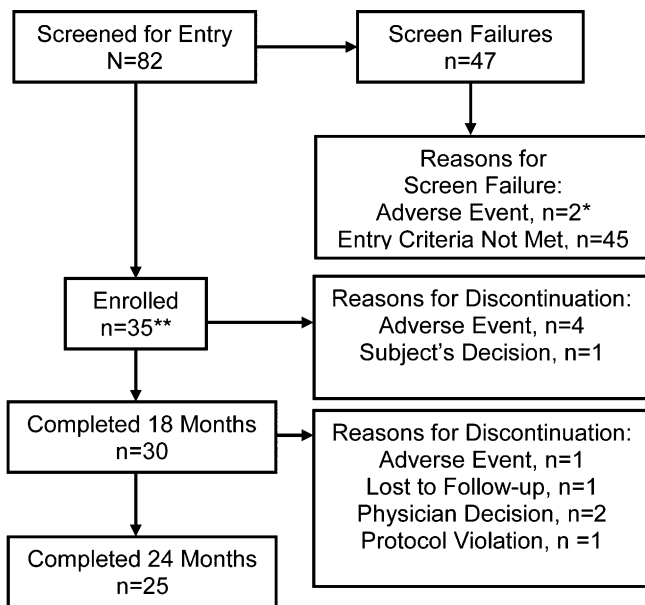 Screened for Entry
N=82
Screen Failures
n=47
Reasons for
Screen Failure:
Adverse Event, n=2*
Entry Criteria Not Met, n=45
Enrolled
n=35**
Reasons for Discontinuation:
Adverse Event, n=4
Subject's Decision, n=1
Completed 18 Months
n=30
Reasons for Discontinuation:
Adverse Event, n=1
Lost to Follow-up, n=1
Physician Decision, n=2
Protocol Violation, n =1
Completed 24 Months
n=25